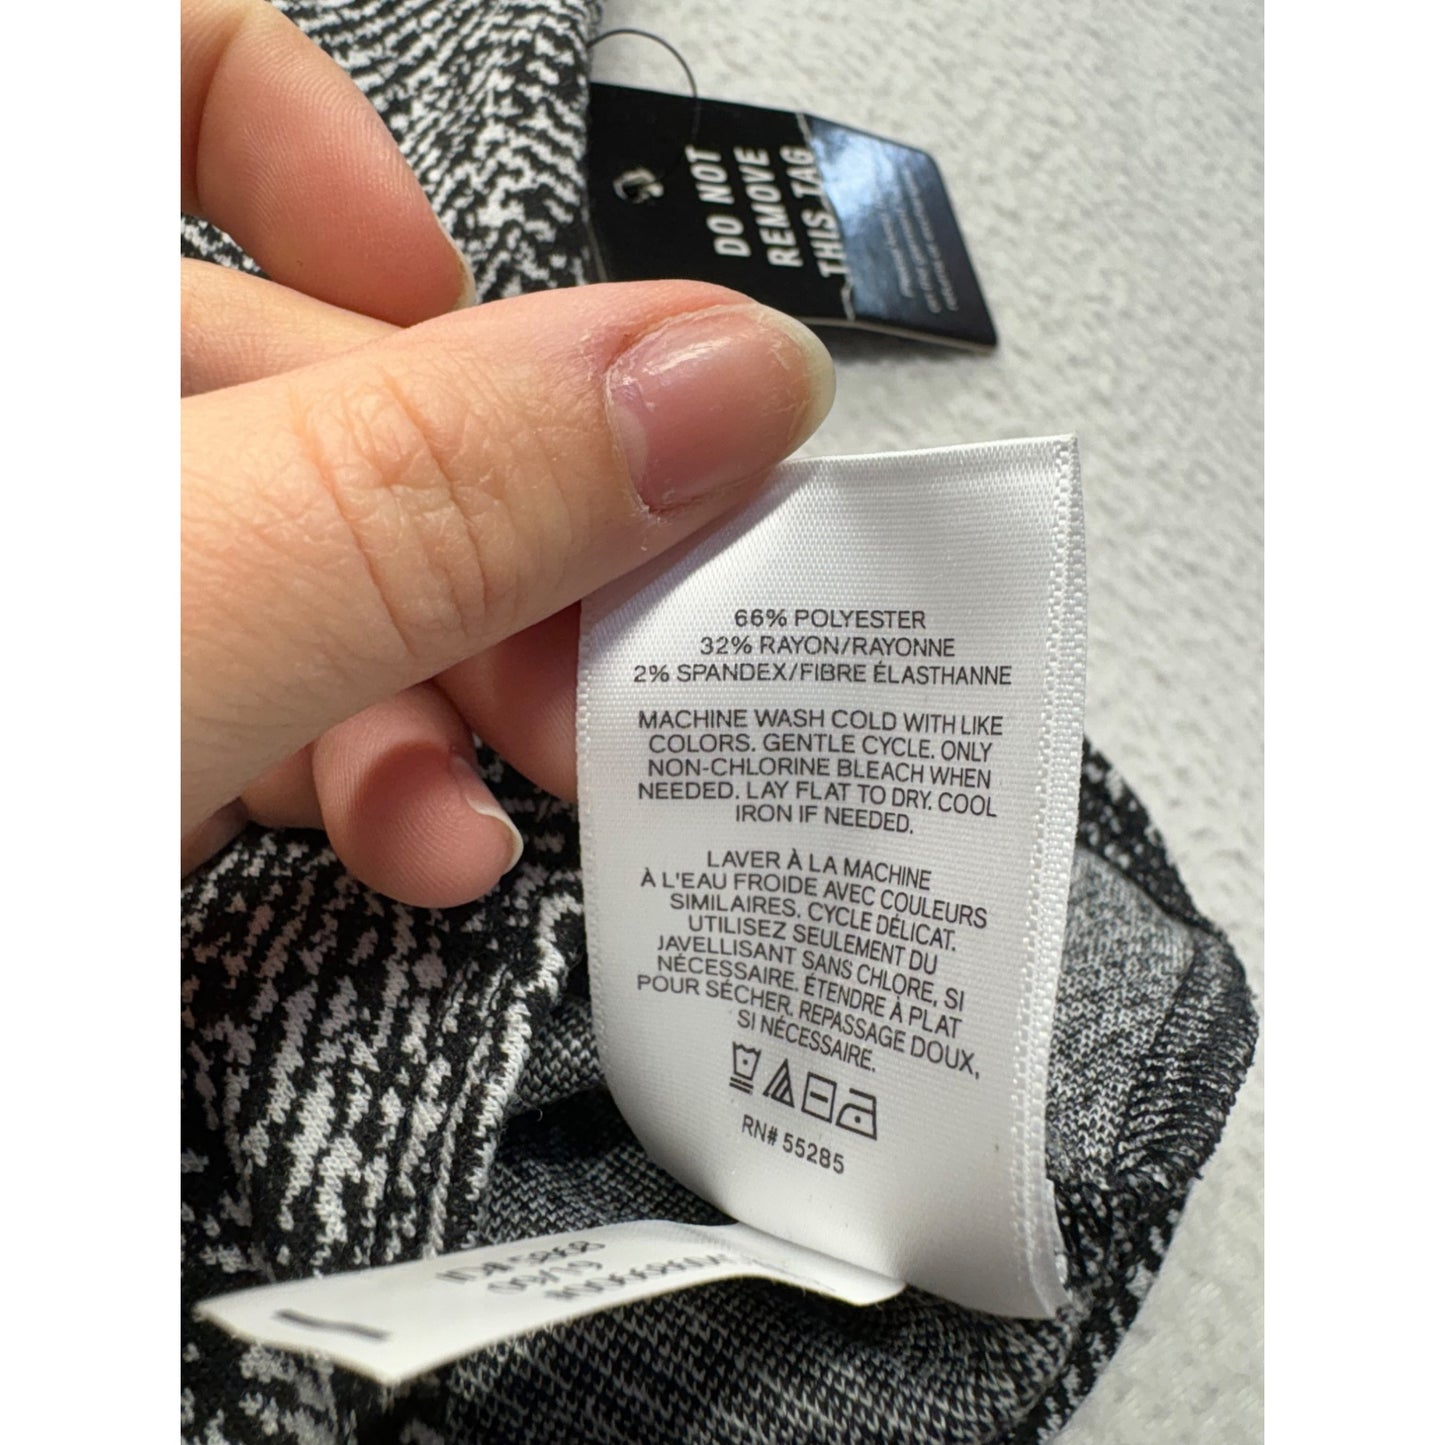 DO NOT
REMOVE
THIS TAG
66% POLYESTER
32% RAYON/RAYONNE
2% SPANDEX/FIBRE ÉLASTHANNE
MACHINE WASH COLD WITH LIKE
COLORS. GENTLE CYCLE. ONLY
NON-CHLORINE BLEACH WHEN
NEEDED. LAY FLAT TO DRY. COOL
IRON IF NEEDED.
LAVER À LA MACHINE
À L'EAU FROIDE AVEC COULEURS
SIMILAIRES. CYCLE DÉLICAT.
UTILISEZ SEULEMENT DU
JAVELLISANT SANS CHLORE, SI
NÉCESSAIRE. ÉTENDRE À PLAT
POUR SÉCHER. REPASSAGE DOUX,
SI NÉCESSAIRE.
RN# 55285
09/19